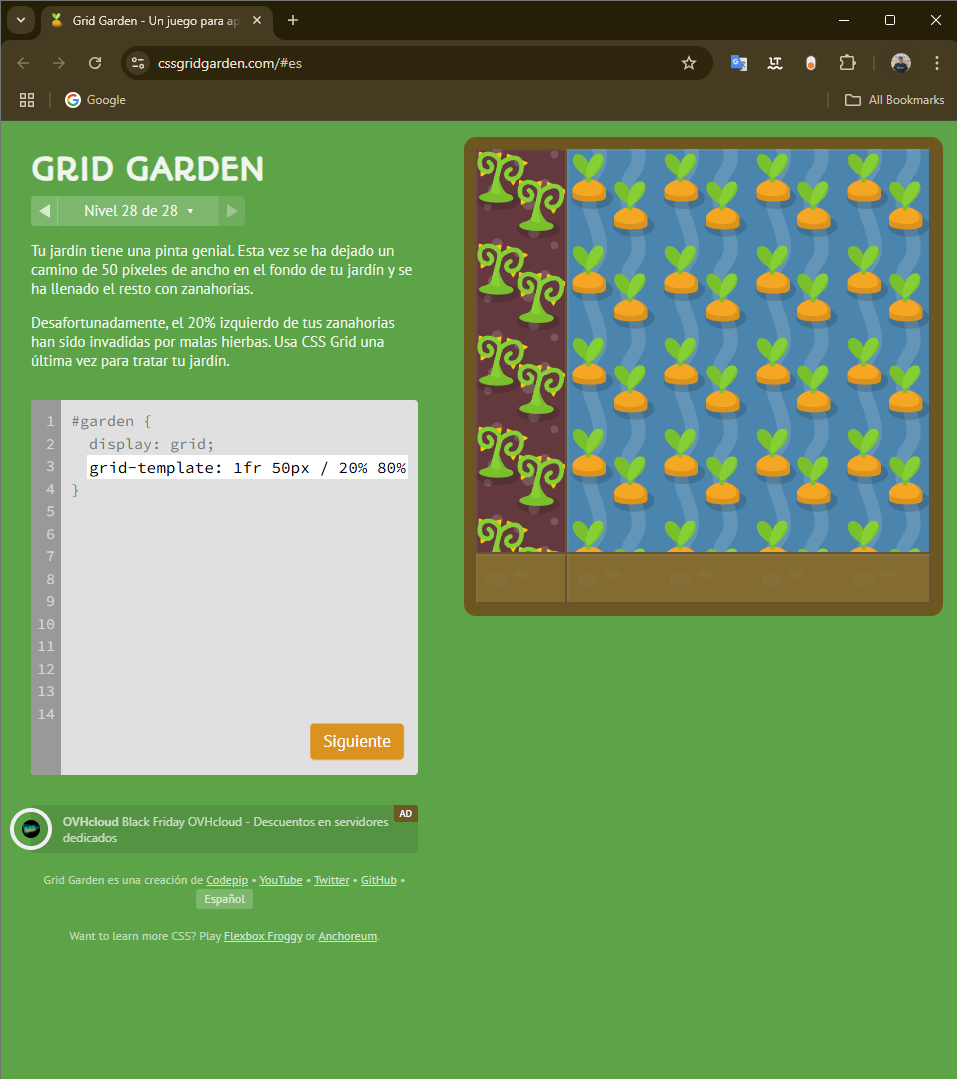 Grid Garden - Un juego para ap
cssgridgarden.com/#es
Google
All Bookmarks
GRID GARDEN
Nivel 28 de 28
Tu jardín tiene una pinta genial. Esta vez se ha dejado un
camino de 50 píxeles de ancho en el fondo de tu jardín y se
ha llenado el resto con zanahorias.
Desafortunadamente, el 20% izquierdo de tus zanahorias
han sido invadidas por malas hierbas. Usa CSS Grid una
última vez para tratar tu jardín.
1 #garden {
2 display: grid;
3 grid-template: 1fr 50px / 20% 80%
4 }
5
6
7
8
9
10
11
12
13
14
Siguiente
AD
OVHcloud Black Friday OVHcloud - Descuentos en servidores
dedicados
Grid Garden es una creación de Codepip • YouTube • Twitter • GitHub •
Español
Want to learn more CSS? Play Flexbox Froggy or Anchoreum.